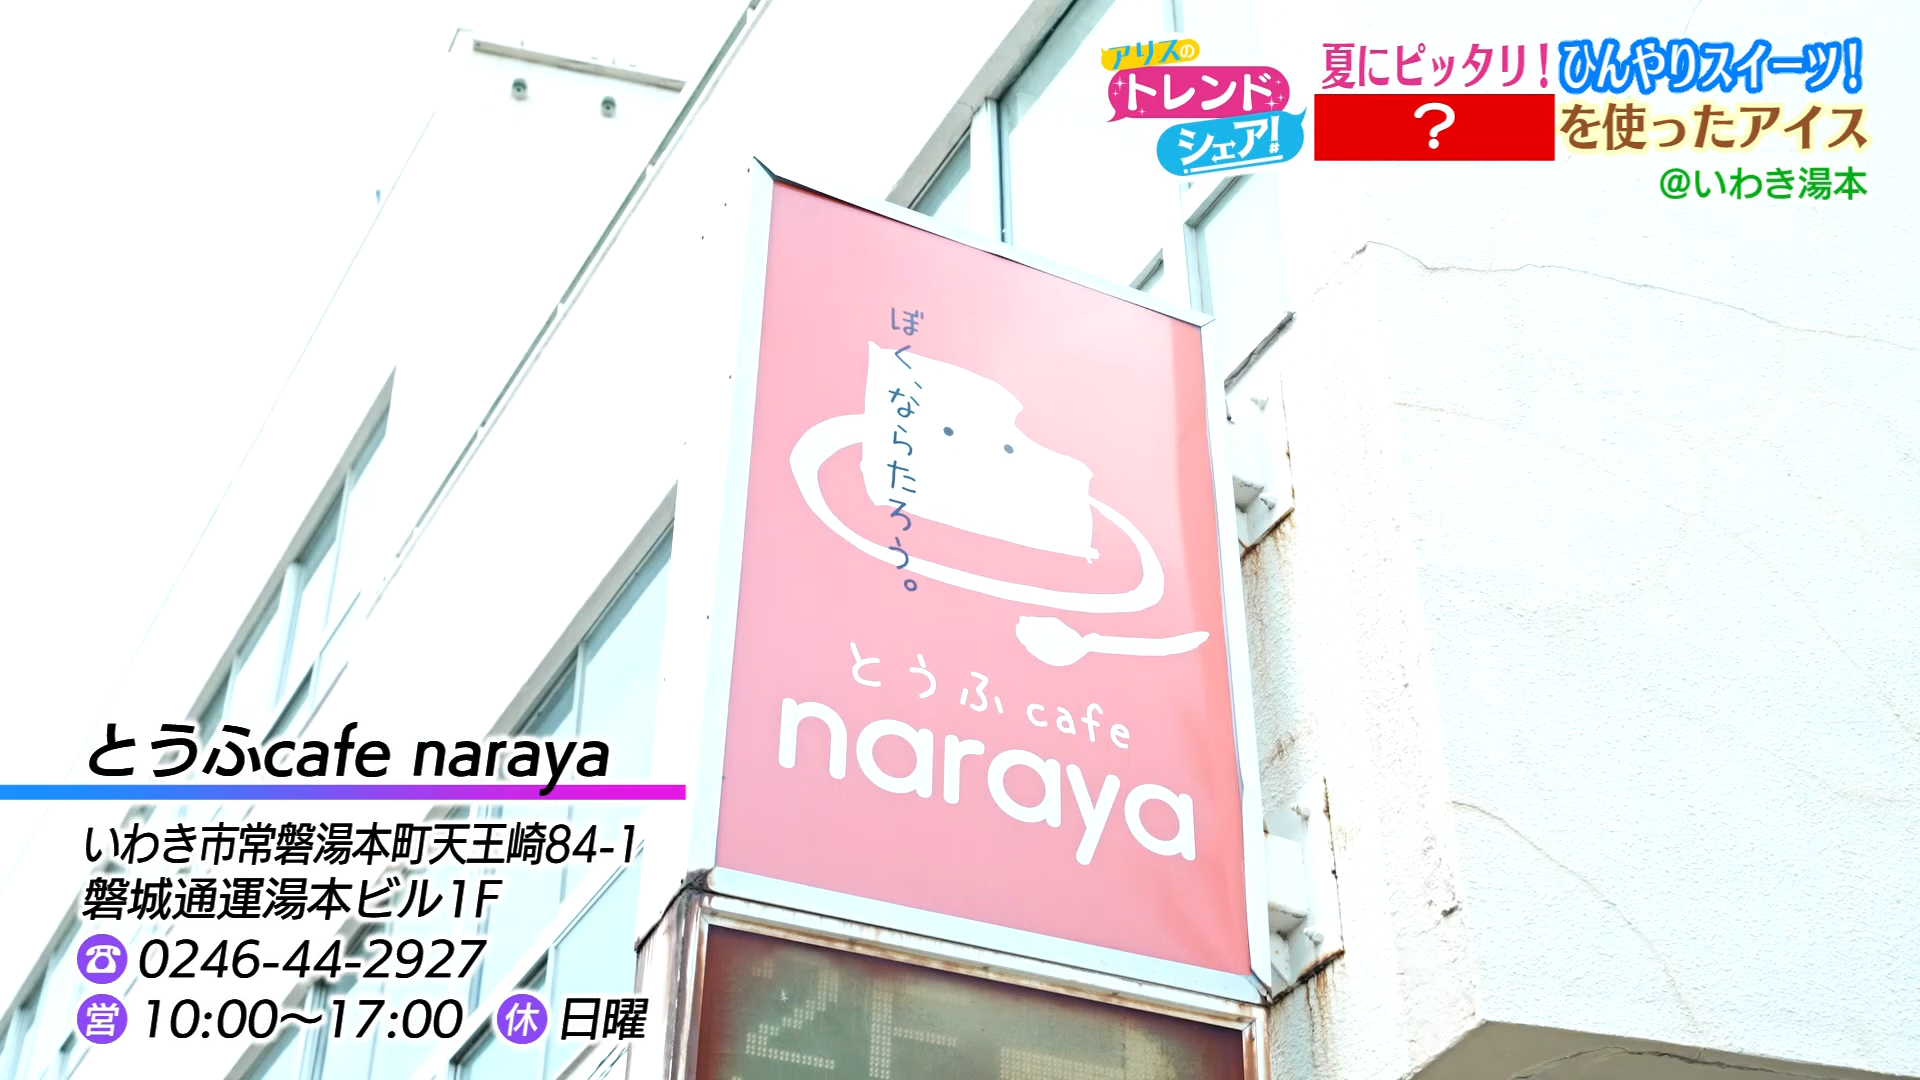 アリスの
トレンド
シェア!
#
夏にピッタリ!ひんやりスイーツ!
?を使ったアイス
@いわき湯本
ぼく、ならたろう。
とうふcafe
naraya
とうふcafe naraya
いわき市常磐湯本町天王崎84-1
磐城通運湯本ビル1F
☎0246-44-2927
営10:00〜17:00 休日曜